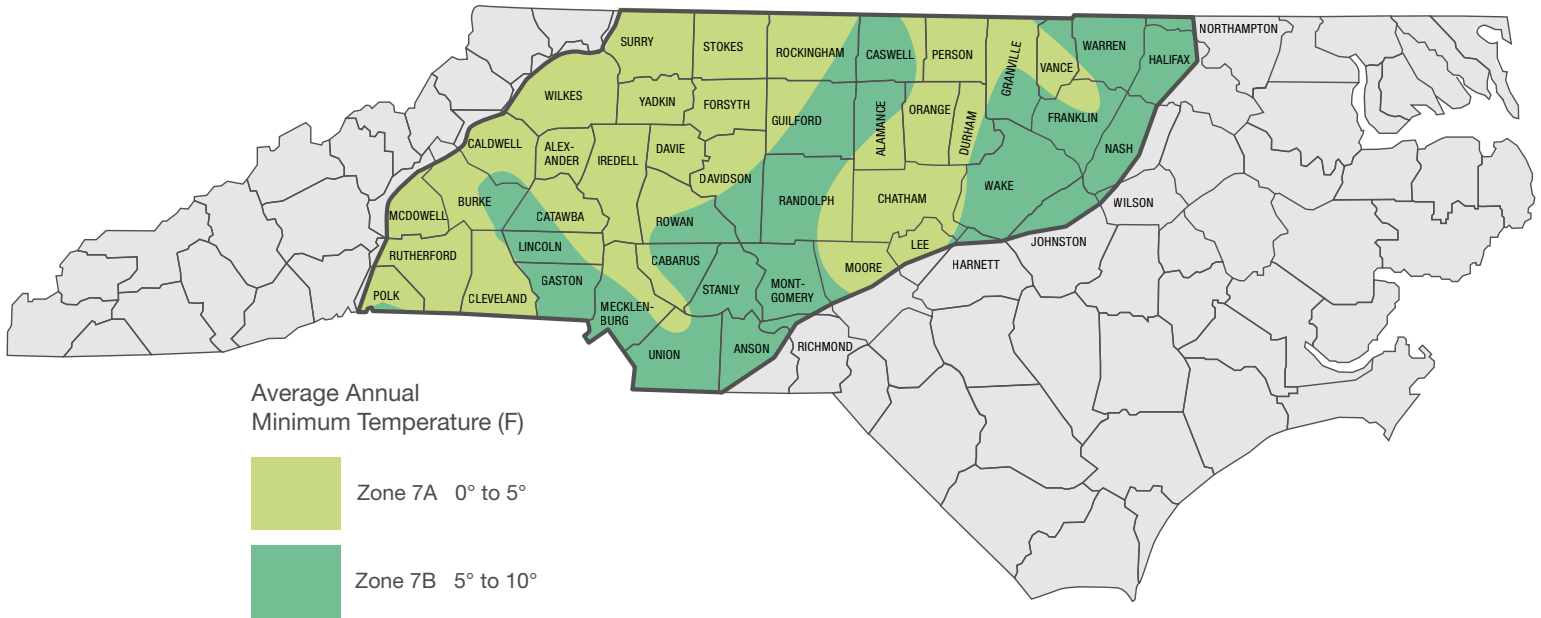 NORTHAMPTON
SURRY
STOKES
ROCKINGHAM
CASWELL
PERSON
GRANVILLE
VANCE
WARREN
HALIFAX
WILKES
YADKIN
FORSYTH
GUILFORD
ALAMANCE
ORANGE
DURHAM
FRANKLIN
NASH
CALDWELL
ALEX-
ANDER
IREDELL
DAVIE
DAVIDSON
RANDOLPH
CHATHAM
WAKE
WILSON
MCDOWELL
BURKE
CATAWBA
ROWAN
LEE
JOHNSTON
RUTHERFORD
LINCOLN
CABARUS
MOORE
HARNETT
POLK
CLEVELAND
GASTON
MECKLEN-
BURG
STANLY
MONT-
GOMERY
UNION
ANSON
RICHMOND
Average Annual
Minimum Temperature (F)
Zone 7A 0° to 5°
Zone 7B 5° to 10°